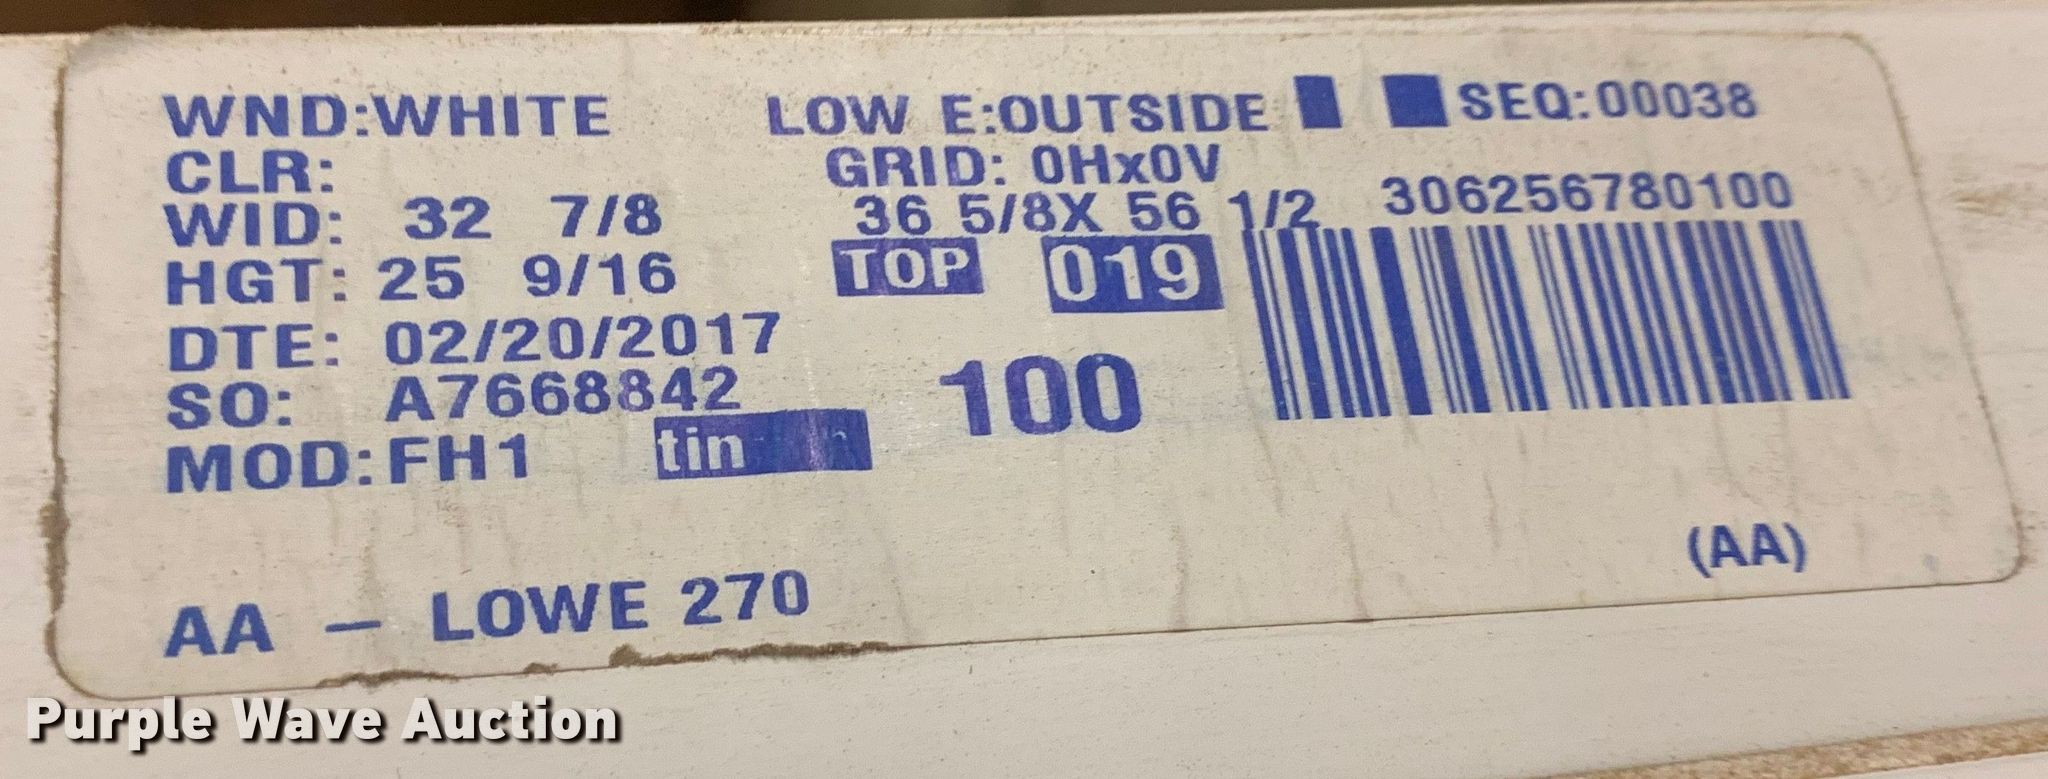 WND:WHITE LOW E:OUTSIDE SEQ:00038
CLR: GRID: 0Hx0V
WID: 32 7/8 36 5/8X 56 1/2 306256780100
HGT: 25 9/16 TOP 019
DTE: 02/20/2017
SO: A7668842 100
MOD:FH1 tin
AA - LOWE 270 (AA)
Purple Wave Auction